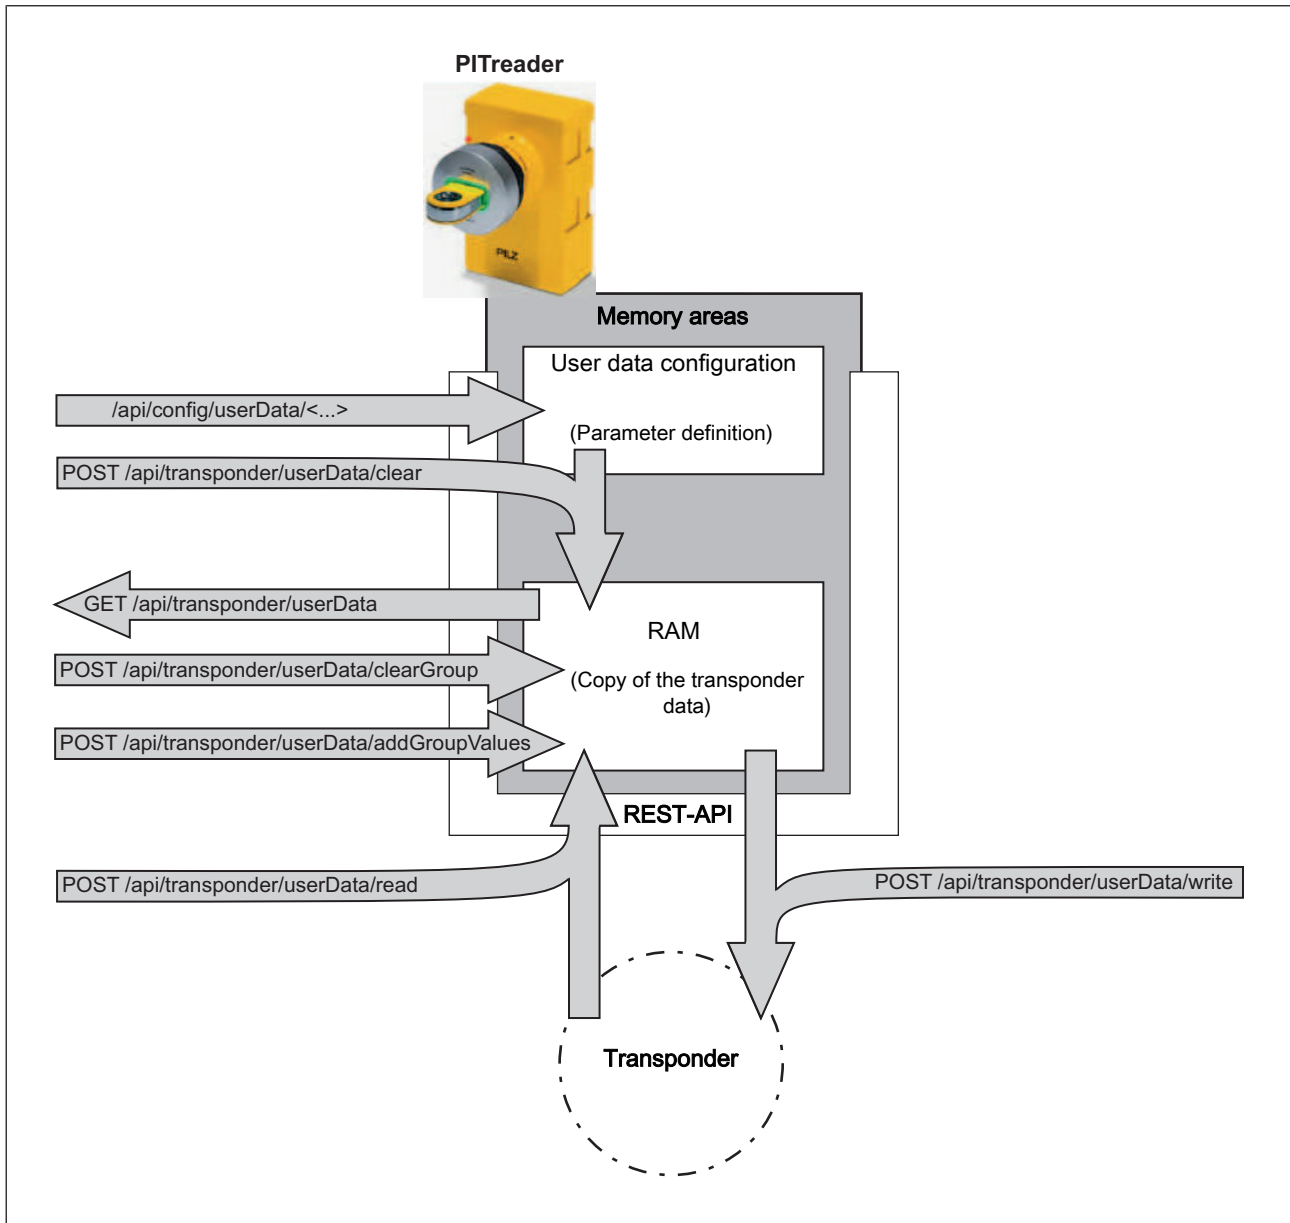 PITreader
PILZ
Memory areas
User data configuration
/api/config/userData/<...>
(Parameter definition)
POST /api/transponder/userData/clear
GET /api/transponder/userData
RAM
POST /api/transponder/userData/clearGroup
(Copy of the transponder
data)
POST /api/transponder/userData/addGroupValues
REST-API
POST /api/transponder/userData/read
POST /api/transponder/userData/write
Transponder